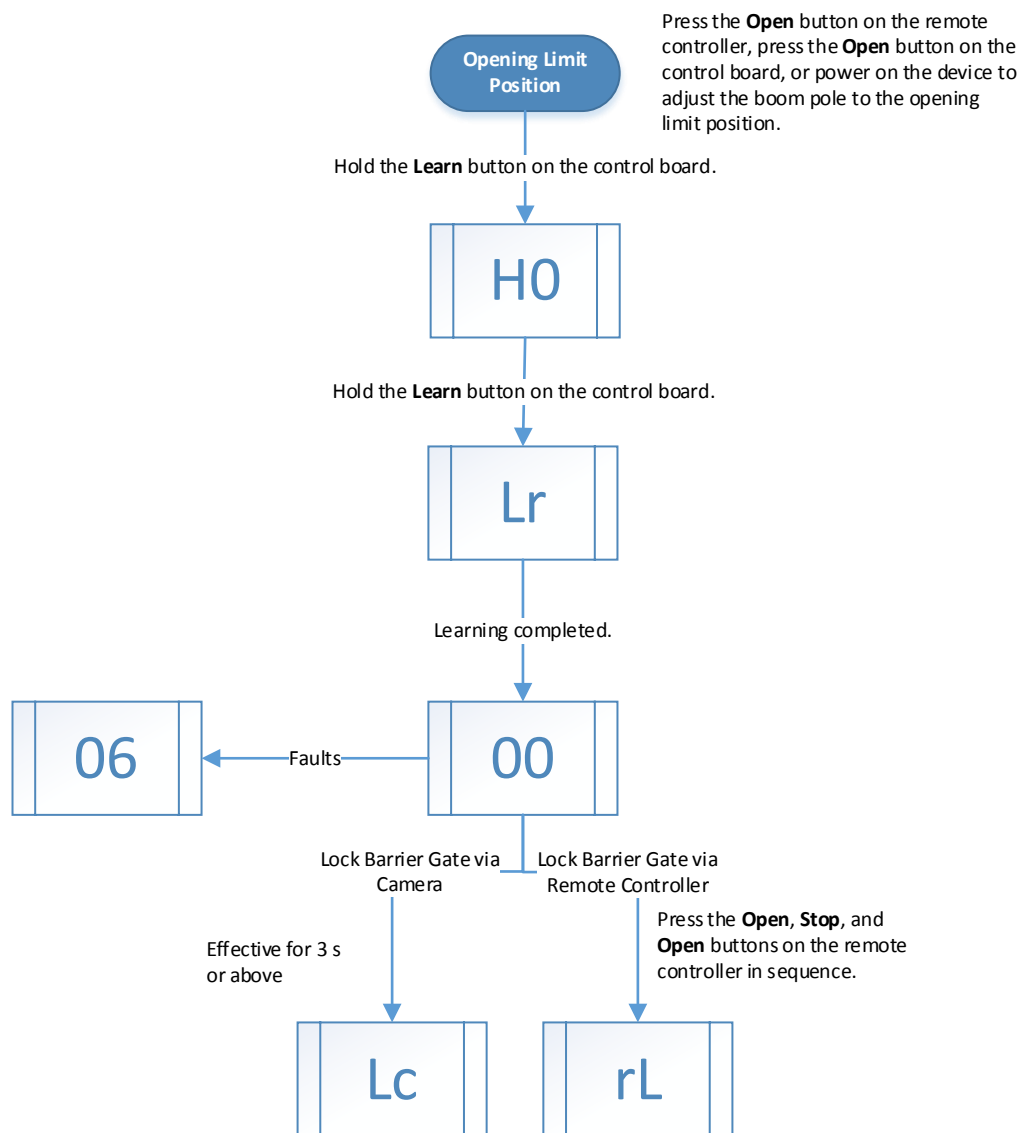 Press the Open button on the remote
controller, press the Open button on the
control board, or power on the device to
adjust the boom pole to the opening
limit position.
Opening Limit
Position
Hold the Learn button on the control board.
H0
Hold the Learn button on the control board.
Lr
Learning completed.
06
Faults
00
Lock Barrier Gate via
Camera
Lock Barrier Gate via
Remote Controller
Effective for 3 s
or above
Press the Open, Stop, and
Open buttons on the remote
controller in sequence.
Lc
rL